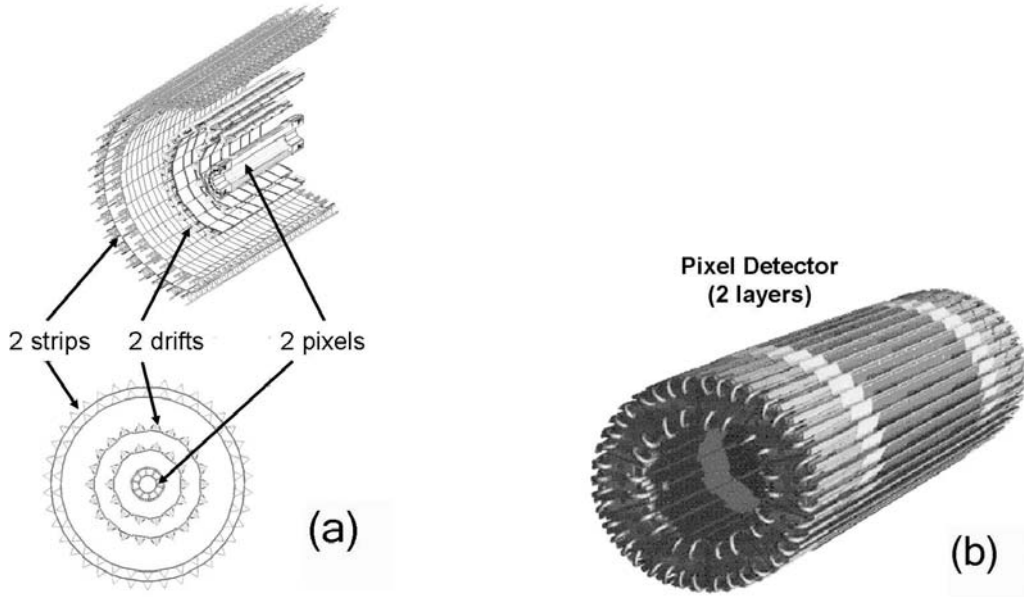 2 strips
2 drifts
2 pixels
(a)
Pixel Detector
(2 layers)
(b)